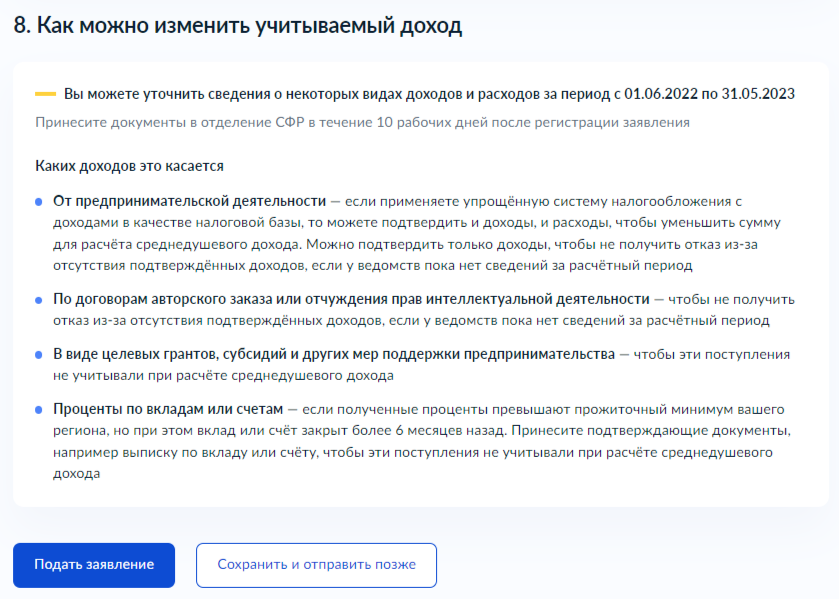 8. Как можно изменить учитываемый доход
Вы можете уточнить сведения о некоторых видах доходов и расходов за период с 01.06.2022 по 31.05.2023
Принесите документы в отделение СФР в течение 10 рабочих дней после регистрации заявления
Каких доходов это касается
От предпринимательской деятельности — если применяете упрощённую систему налогообложения с
доходами в качестве налоговой базы, то можете подтвердить и доходы, и расходы, чтобы уменьшить сумму
для расчёта среднедушевого дохода. Можно подтвердить только доходы, чтобы не получить отказ из-за
отсутствия подтверждённых доходов, если у ведомств пока нет сведений за расчётный период
По договорам авторского заказа или отчуждения прав интеллектуальной деятельности — чтобы не получить
отказ из-за отсутствия подтверждённых доходов, если у ведомств пока нет сведений за расчётный период
В виде целевых грантов, субсидий и других мер поддержки предпринимательства — чтобы эти поступления
не учитывали при расчёте среднедушевого дохода
Проценты по вкладам или счетам — если полученные проценты превышают прожиточный минимум вашего
региона, но при этом вклад или счёт закрыт более 6 месяцев назад. Принесите подтверждающие документы,
например выписку по вкладу или счёту, чтобы эти поступления не учитывали при расчёте среднедушевого
дохода
Подать заявление
Сохранить и отправить позже